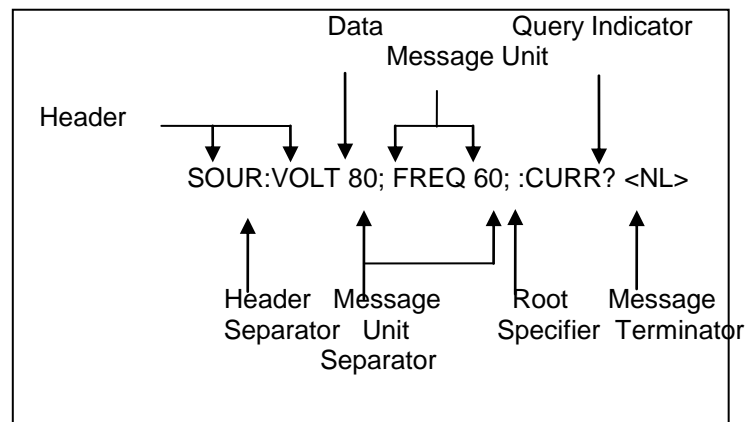 Data Query Indicator
Message Unit
Header
SOUR:VOLT 80; FREQ 60; :CURR? <NL>
Header Message Root Message
Separator Unit Specifier Terminator
Separator